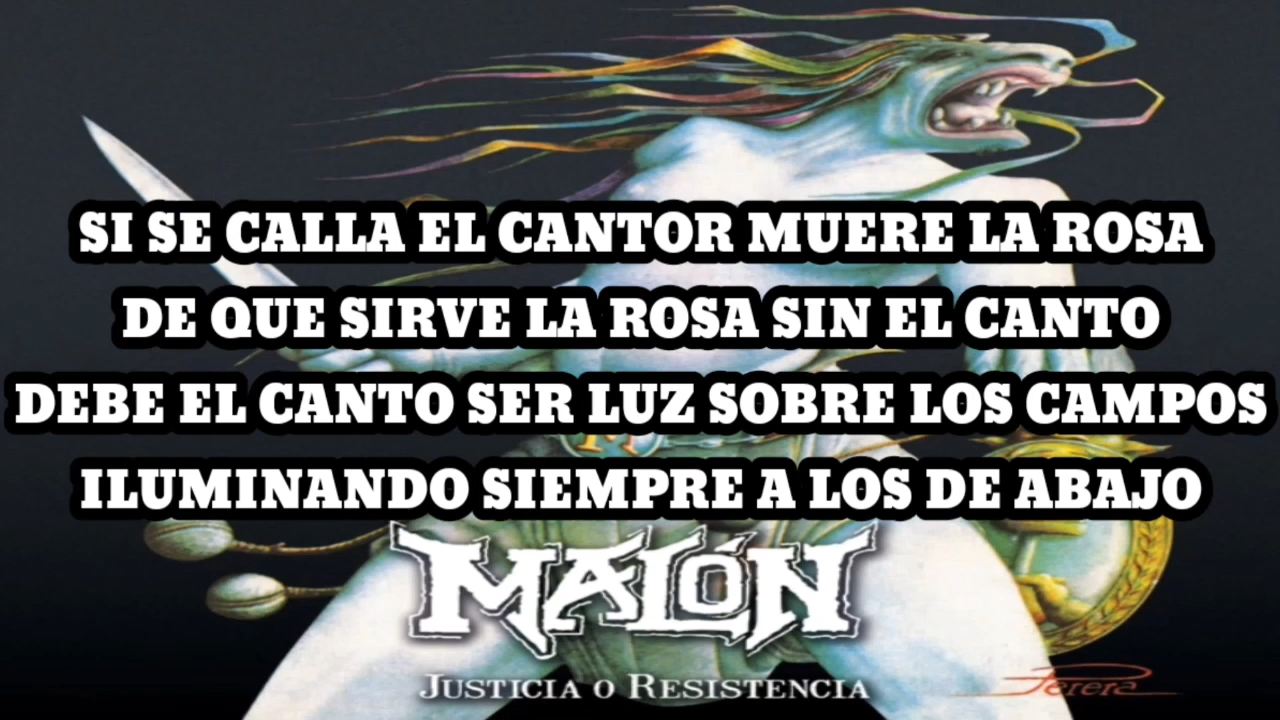 SI SE CALLA EL CANTOR MUERE LA ROSA
DE QUE SIRVE LA ROSA SIN EL CANTO
DEBE EL CANTO SER LUZ SOBRE LOS CAMPOS
ILUMINANDO SIEMPRE A LOS DE ABAJO
MALÓN
JUSTICIA O RESISTENCIA
Perera